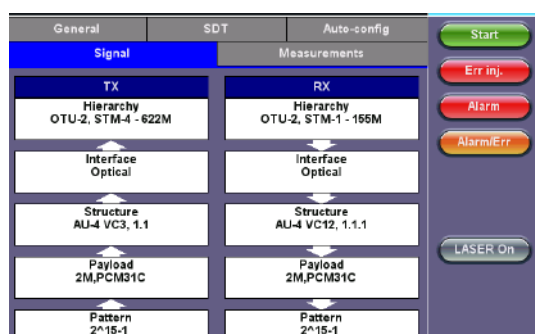 General SDT Auto-config
Signal Measurements
TX
Hierarchy
OTU-2, STM-4 - 622M
Interface
Optical
Structure
AU-4 VC3, 1.1
Payload
2M,PCM31C
Pattern
2^15-1
RX
Hierarchy
OTU-2, STM-1 - 155M
Interface
Optical
Structure
AU-4 VC12, 1.1.1
Payload
2M,PCM31C
Pattern
2^15-1
Start
Err inj.
Alarm
Alarm/Err
LASER On